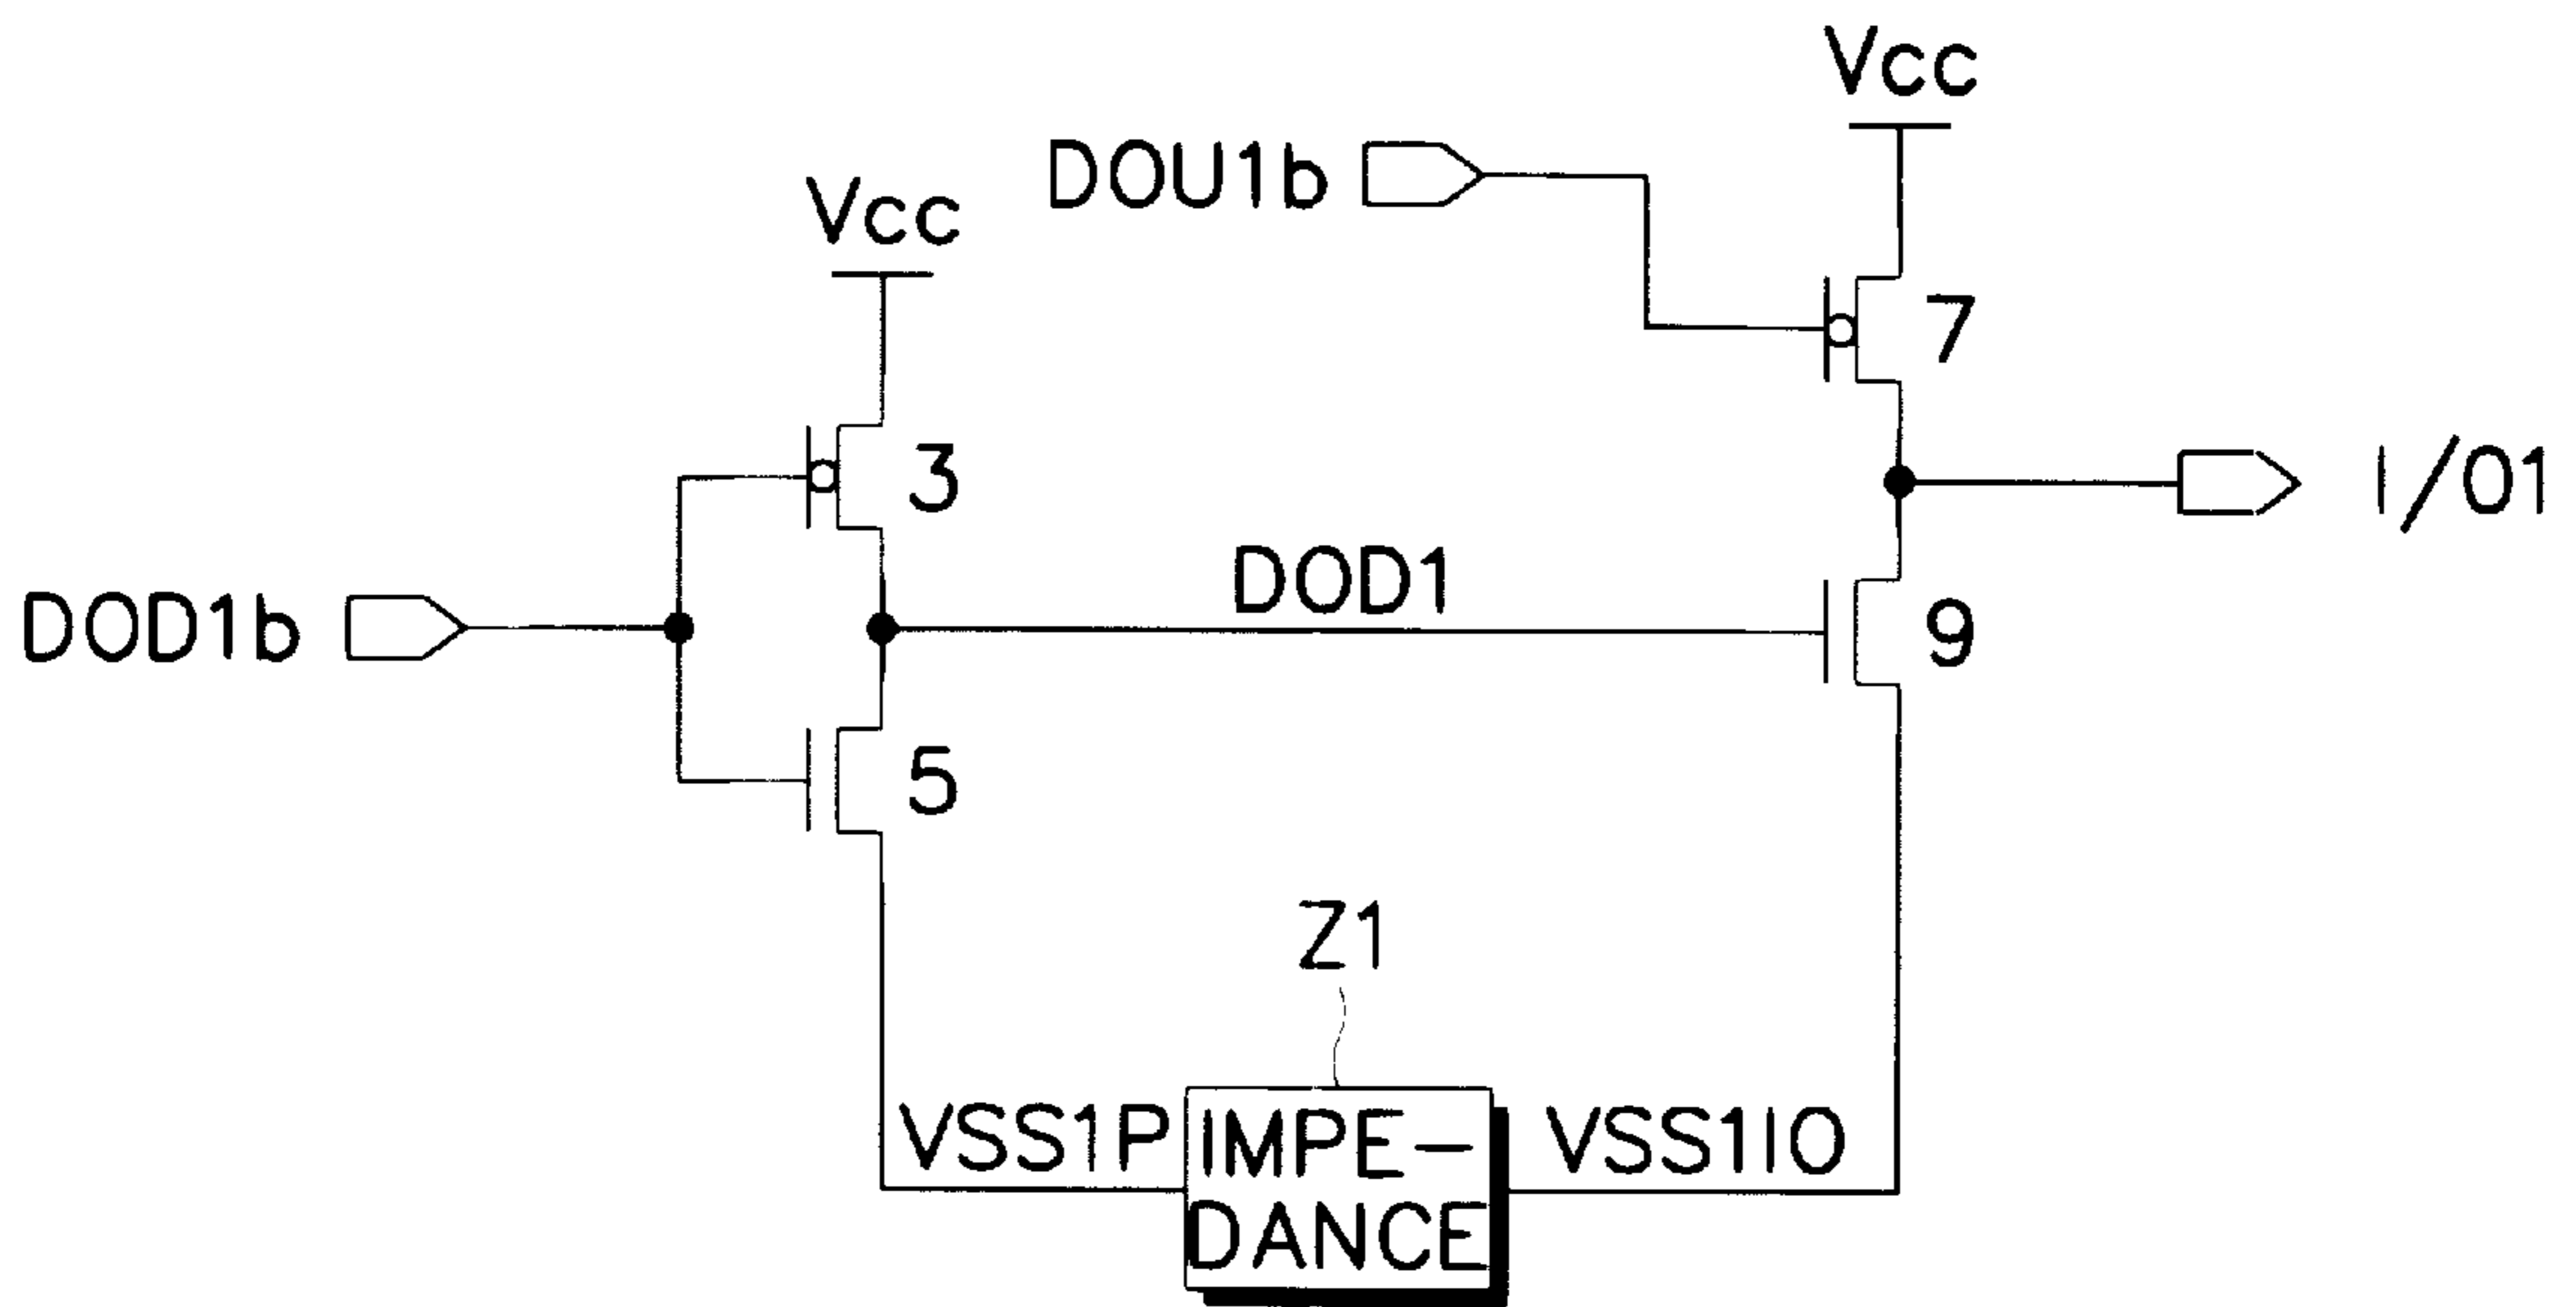 Vcc
DOU1b
Vcc
7
3
I/O1
DOD1
DOD1b
9
5
Z1
VSS1P
IMPE-
DANCE
VSS1IO